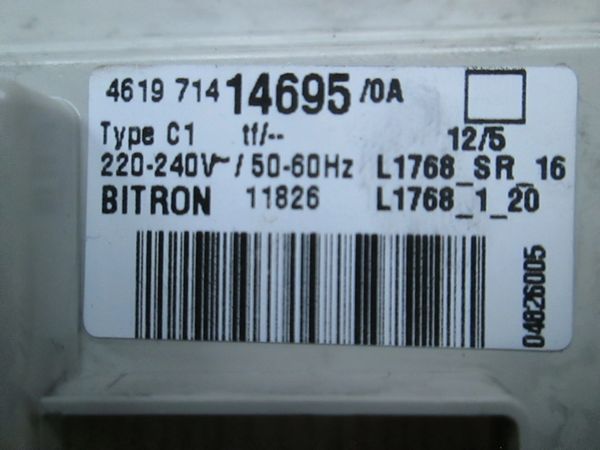 4619 714 14695 /0A
Type C1 tf/-- 12/5
220-240V~ / 50-60Hz L1768_SR_16
BITRON 11826 L1768_1_20
04826005